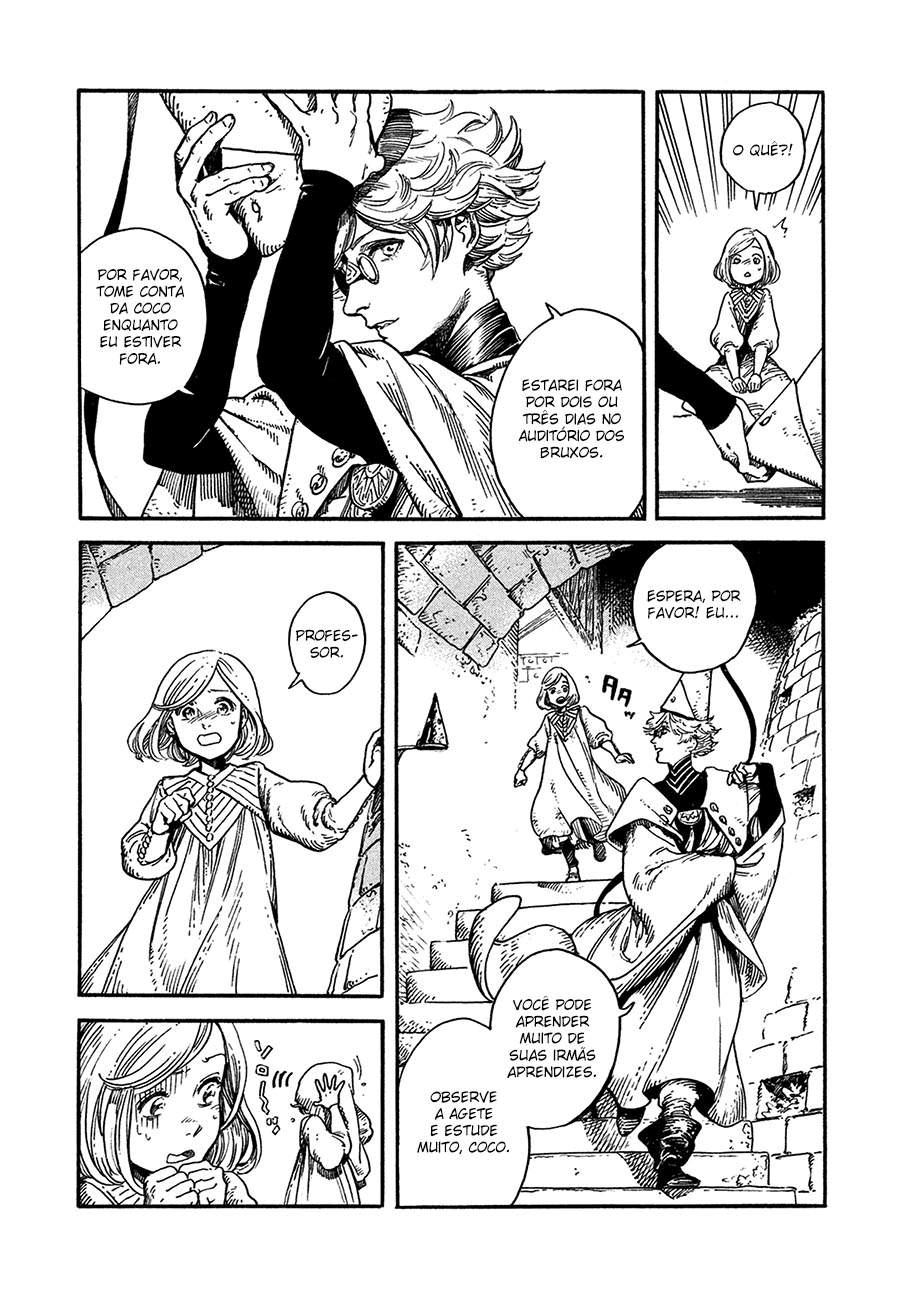 O QUÊ?!
ESTAREI FORA
POR DOIS OU
TRÊS DIAS NO
AUDITÓRIO DOS
BRUXOS.
POR FAVOR,
TOME CONTA
DA COCO
ENQUANTO
EU ESTIVER
FORA.
ESPERA, POR
FAVOR! EU...
VOCÊ PODE
APRENDER
MUITO DE
SUAS IRMÃS
APRENDIZES.
OBSERVE
A AGETE
E ESTUDE
MUITO, COCO.
PROFES-
SOR.